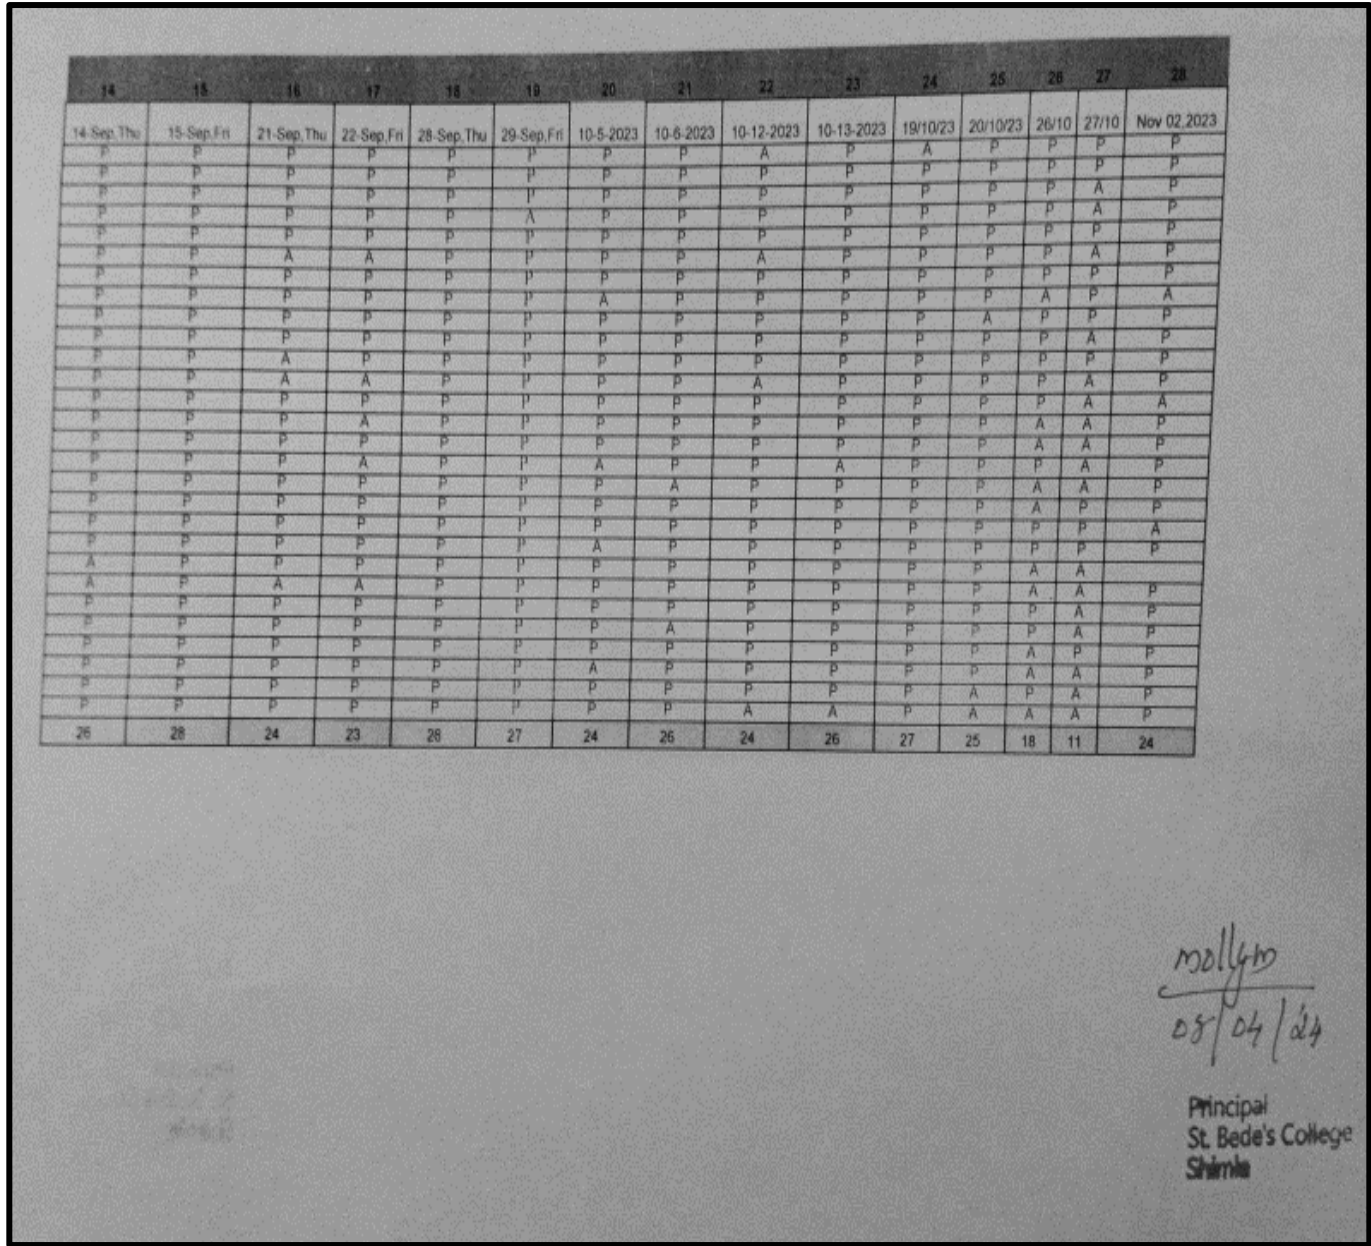 14 15 16 17 18 19 20 21 22 23 24 25 26 27 28
14-Sep,Thu 15-Sep,Fri 21-Sep,Thu 22-Sep,Fri 28-Sep,Thu 29-Sep,Fri 10-5-2023 10-6-2023 10-12-2023 10-13-2023 19/10/23 20/10/23 26/10 27/10 Nov 02,2023
P P P P P P P P A P A P P P P
P P P P P P P P P P P P P P P
P P P P P P P P P P P P P A P
P P P P P A P P P P P P P A P
P P P P P P P P P P P P P P P
P P A A P P P P A P P P P A P
P P P P P P P P P P P P P P P
P P P P P P A P P P P P A P A
P P P P P P P P P P P A P P P
P P P P P P P P P P P P P A P
P P A P P P P P P P P P P P P
P P A A P P P P A P P P P A P
P P P P P P P P P P P P P A A
P P P A P P P P P P P P A A P
P P P P P P P P P P P P A A P
P P P A P P A P P A P P P A P
P P P P P P P A P P P P A A P
P P P P P P P P P P P P A P P
P P P P P P P P P P P P P P A
P P P P P P A P P P P P P P P
A P P P P P P P P P P P A A
A P A A P P P P P P P P A A P
P P P P P P P P P P P P P A P
P P P P P P P A P P P P P A P
P P P P P P P P P P P P A P P
P P P P P P A P P P P P A A P
P P P P P P P P P P P A P A P
P P P P P P P P A A P A A A P
26 28 24 23 28 27 24 26 24 26 27 25 18 11 24
mollym
08/04/24
Principal
St. Bede's College
Shimla